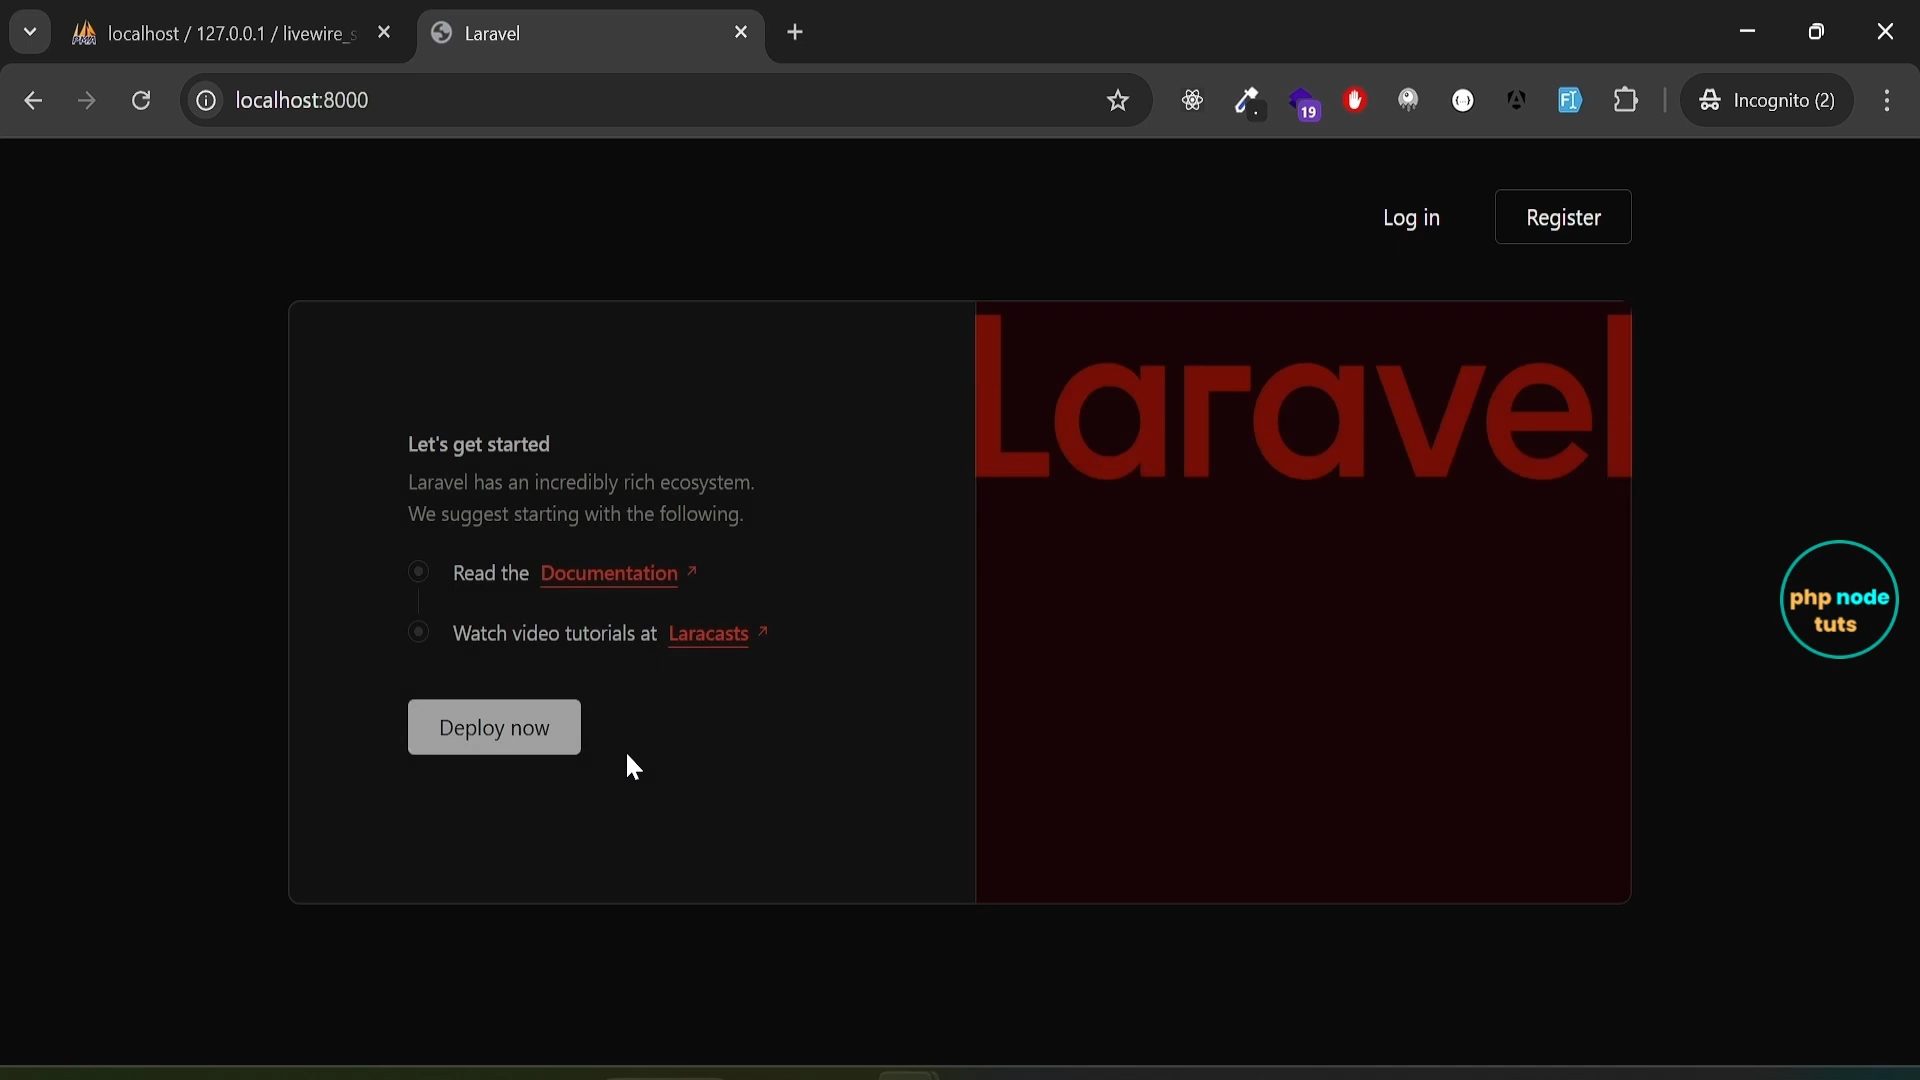 localhost / 127.0.0.1 / livewire_s
Laravel
localhost:8000
19
Incognito (2)
Log in
Register
Laravel
Let's get started
Laravel has an incredibly rich ecosystem.
We suggest starting with the following.
Read the Documentation
Watch video tutorials at Laracasts
Deploy now
php node
tuts